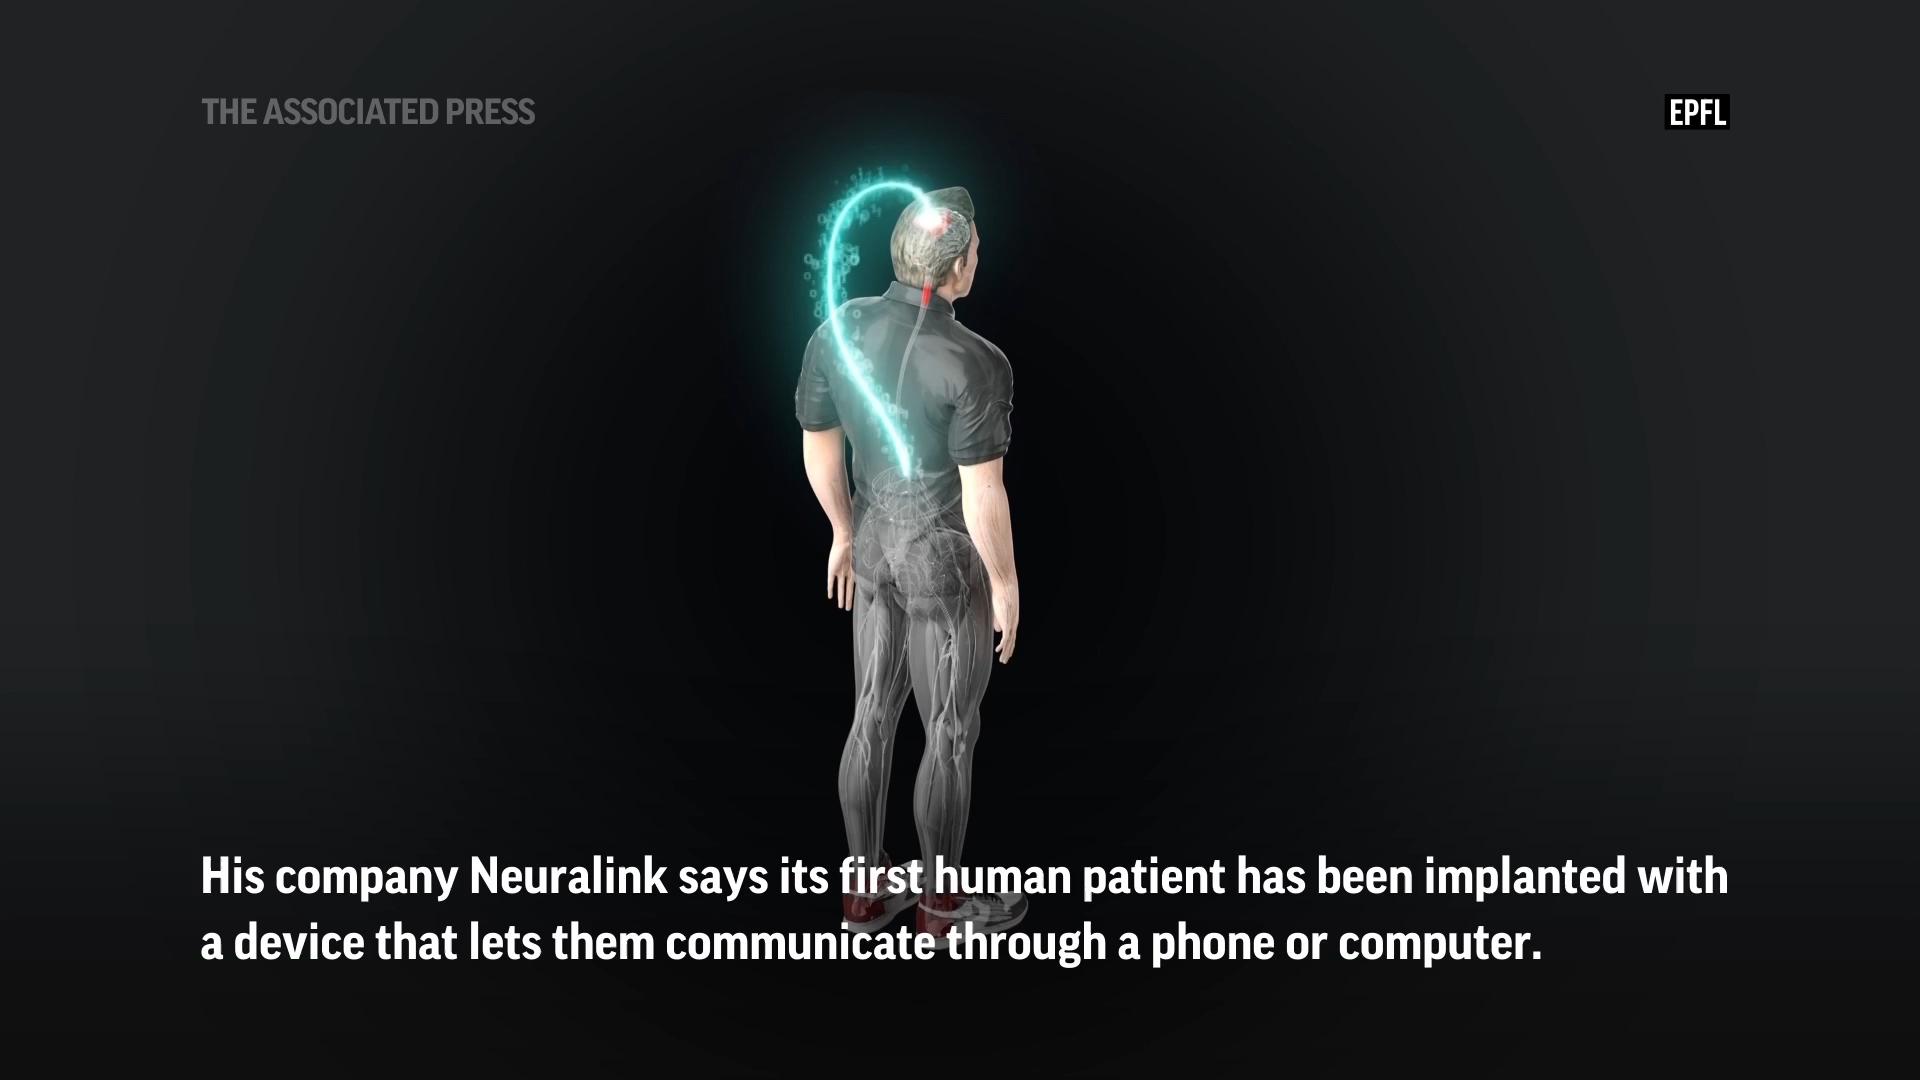 THE ASSOCIATED PRESS
EPFL
His company Neuralink says its first human patient has been implanted with
a device that lets them communicate through a phone or computer.